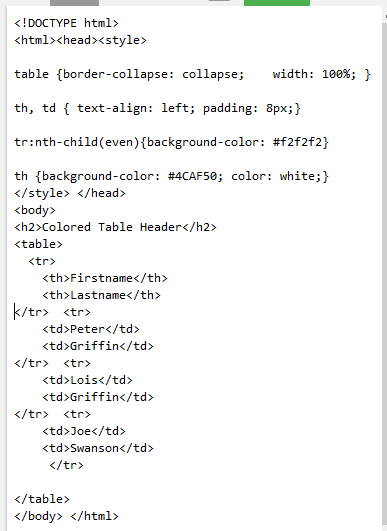 <!DOCTYPE html>
<html><head><style>
table {border-collapse: collapse;    width: 100%; }
th, td { text-align: left; padding: 8px;}
tr:nth-child(even){background-color: #f2f2f2}
th {background-color: #4CAF50; color: white;}
</style> </head>
<body>
<h2>Colored Table Header</h2>
<table>
  <tr>
    <th>Firstname</th>
    <th>Lastname</th>
</tr>  <tr>
    <td>Peter</td>
    <td>Griffin</td>
</tr>  <tr>
    <td>Lois</td>
    <td>Griffin</td>
</tr>  <tr>
    <td>Joe</td>
    <td>Swanson</td>
     </tr>
</table>
</body> </html>